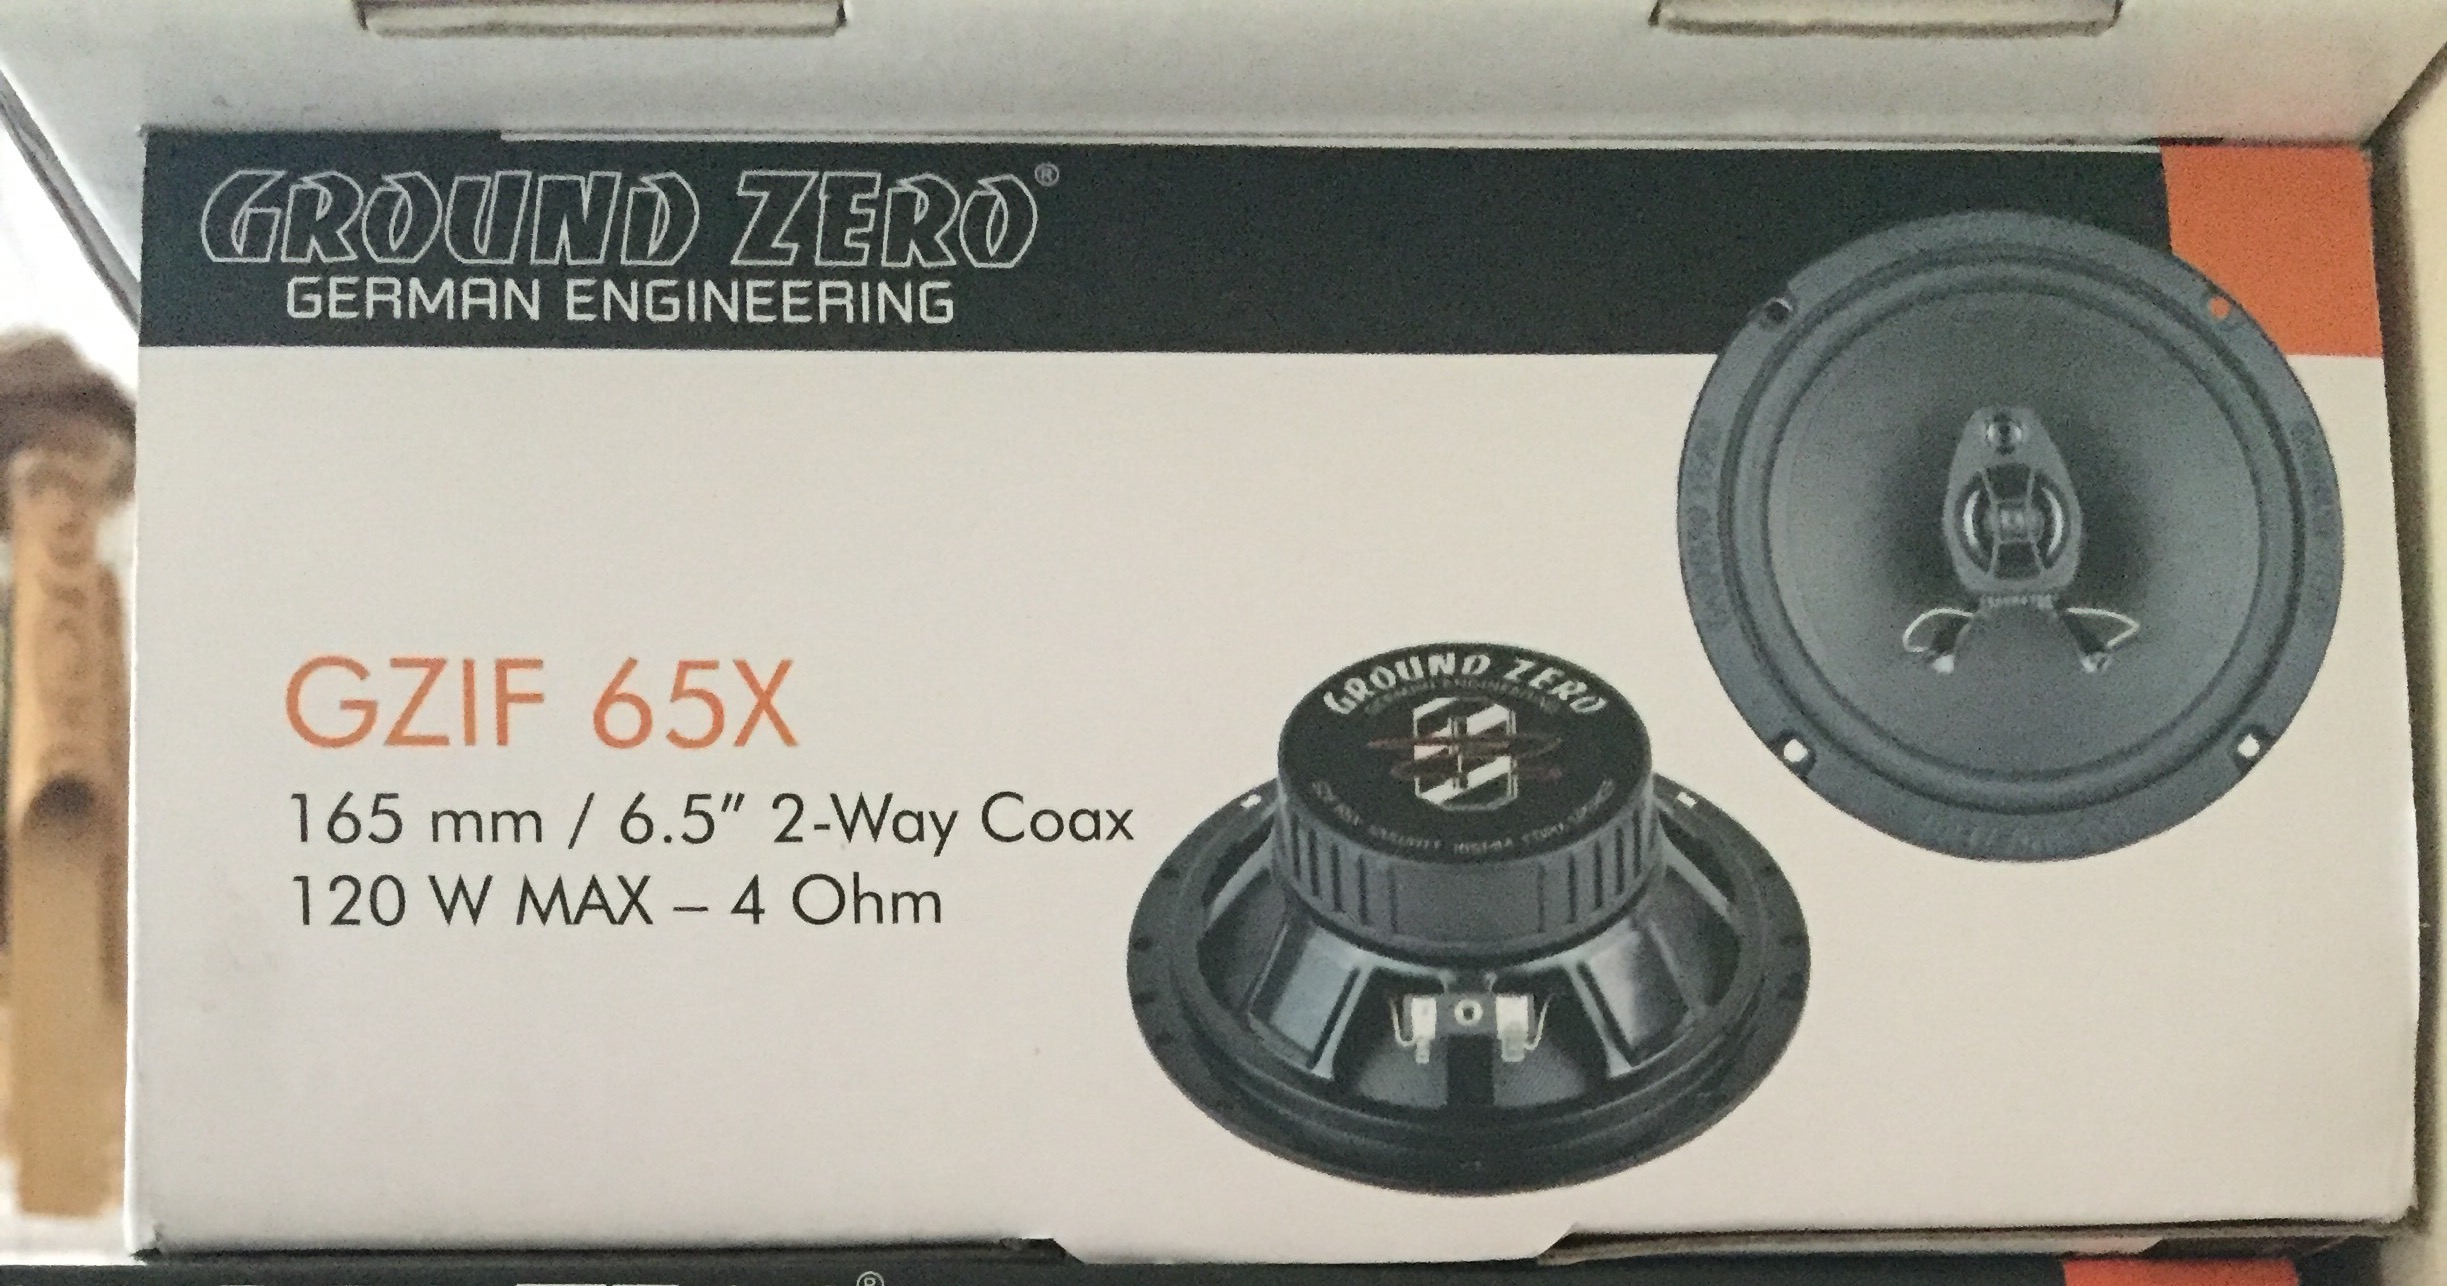 GROUND ZERO®
GERMAN ENGINEERING
GZIF 65X
165 mm / 6.5" 2-Way Coax
120 W MAX – 4 Ohm
GROUND ZERO
®